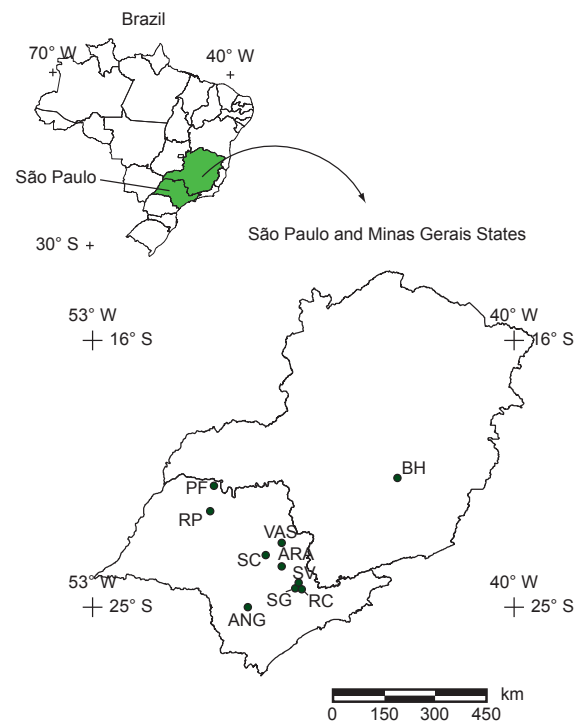 Brazil
70° W
40° W
São Paulo
30° S
São Paulo and Minas Gerais States
53° W
40° W
16° S
16° S
BH
PF
RP
VAS
SC
ARA
SV
53° W
40° W
25° S
SG
RC
25° S
ANG
km
0 150 300 450